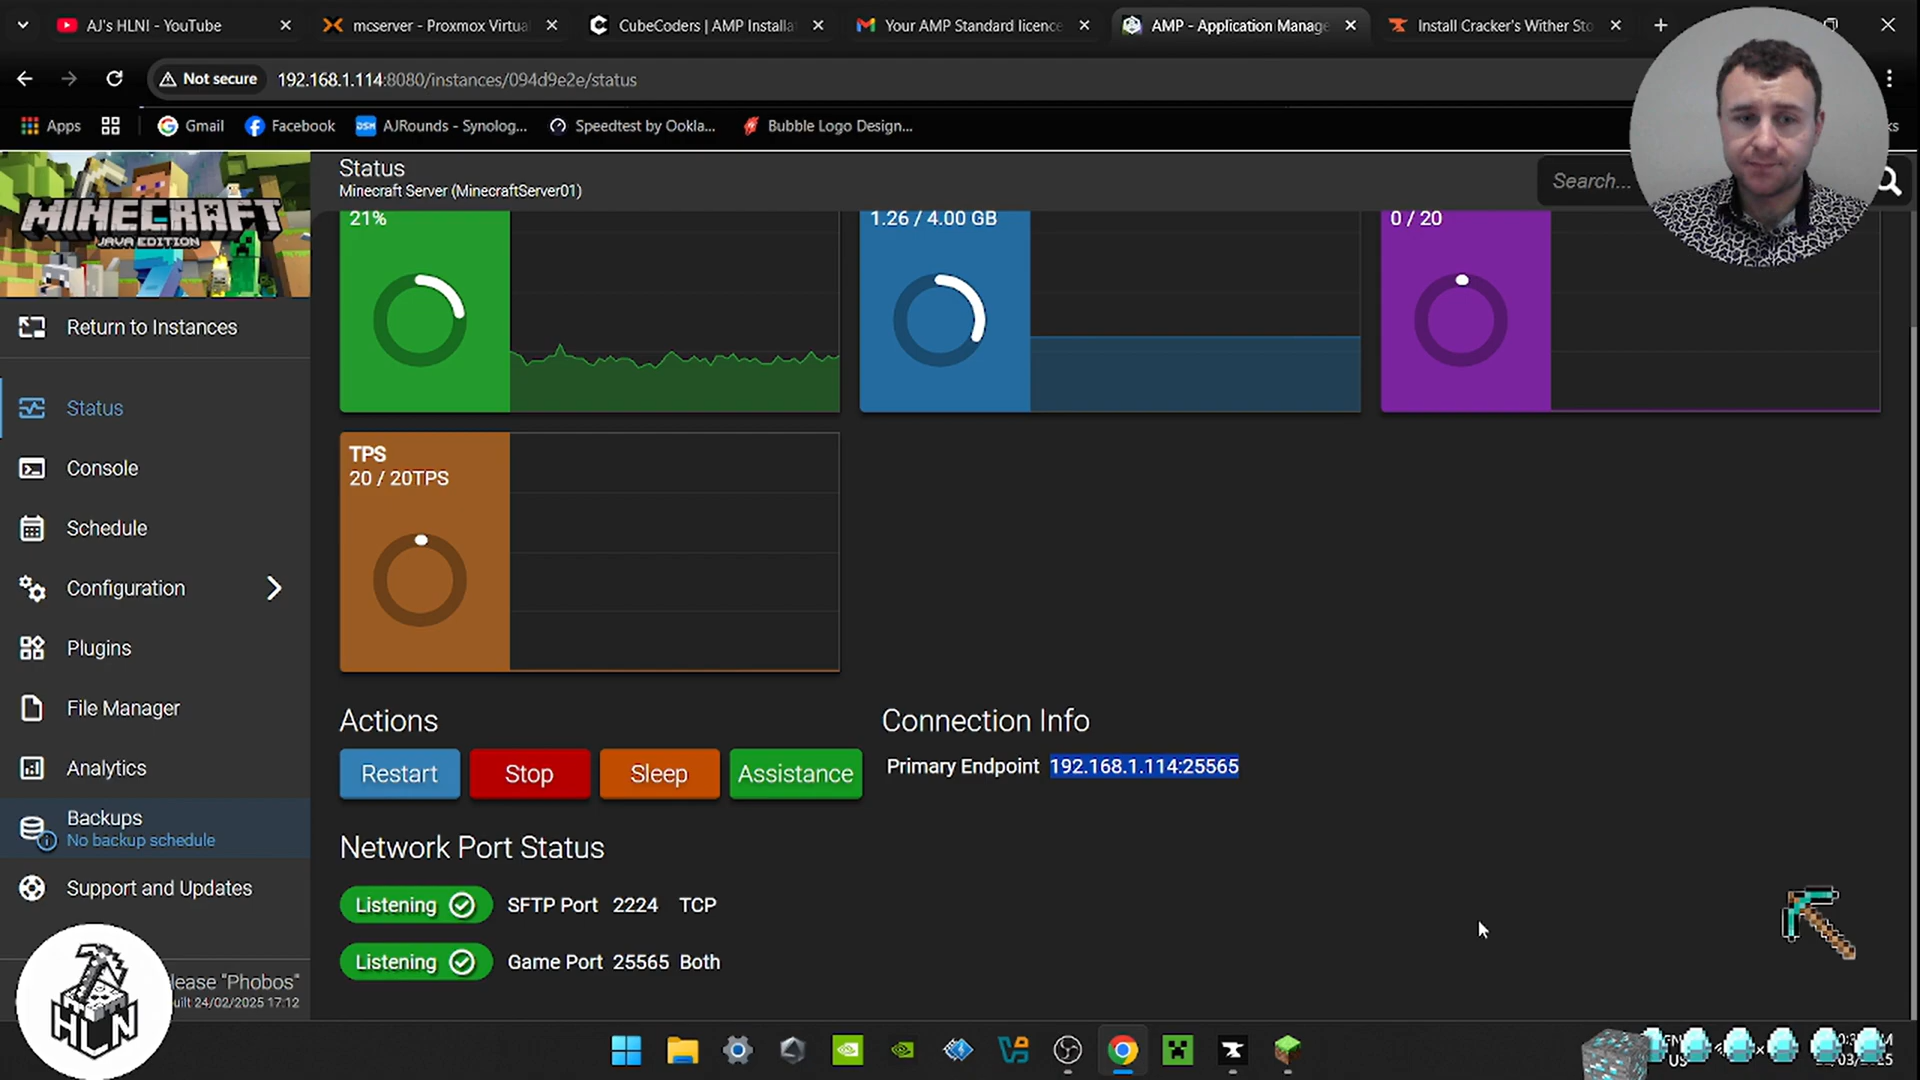 AJ's HLNI - YouTube
mcserver - Proxmox Virtu
CubeCoders | AMP Installa
Your AMP Standard licence
AMP - Application Manage
Install Cracker's Wither Sto
Not secure
192.168.1.114:8080/instances/094d9e2e/status
Apps
Gmail
Facebook
DSM
AJRounds - Synolog...
Speedtest by Ookla...
Bubble Logo Design...
MINECRAFT
JAVA EDITION
Status
Minecraft Server (MinecraftServer01)
Search...
21%
1.26 / 4.00 GB
0 / 20
Return to Instances
Status
Console
Schedule
Configuration
Plugins
File Manager
Analytics
Backups
No backup schedule
Support and Updates
TPS
20 / 20TPS
Actions
Restart
Stop
Sleep
Assistance
Connection Info
Primary Endpoint 192.168.1.114:25565
Network Port Status
Listening SFTP Port 2224 TCP
Listening Game Port 25565 Both
lease "Phobos"
uilt 24/02/2025 17:12
HLN
US